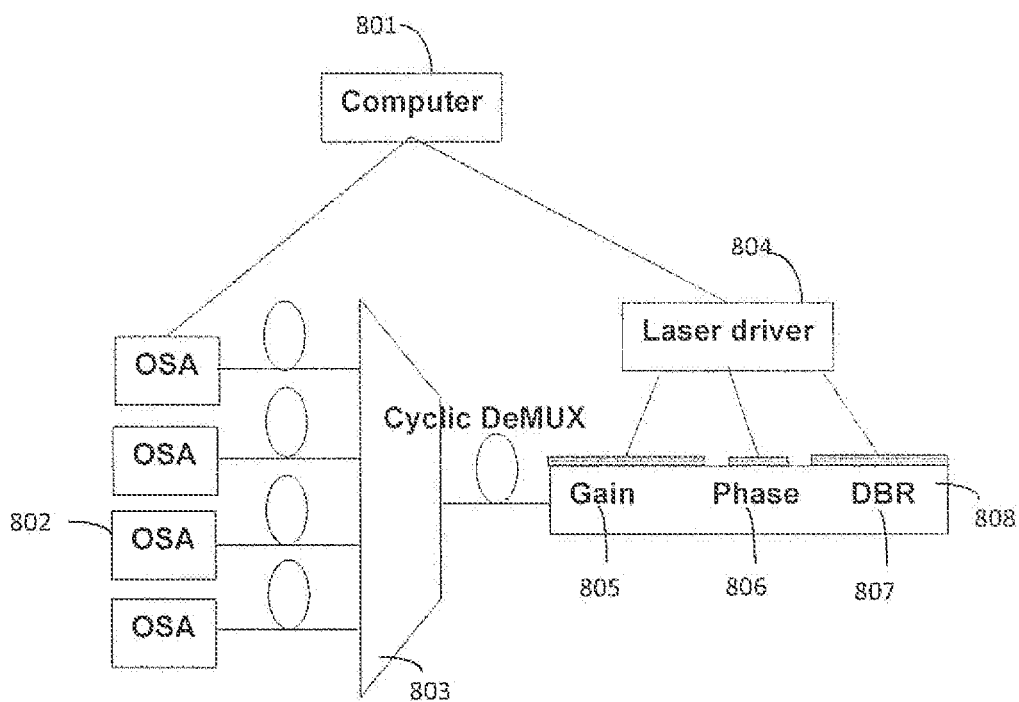 801
Computer
804
Laser driver
OSA
Cyclic DeMUX
OSA
Gain Phase DBR
808
802
OSA
805 806 807
OSA
803